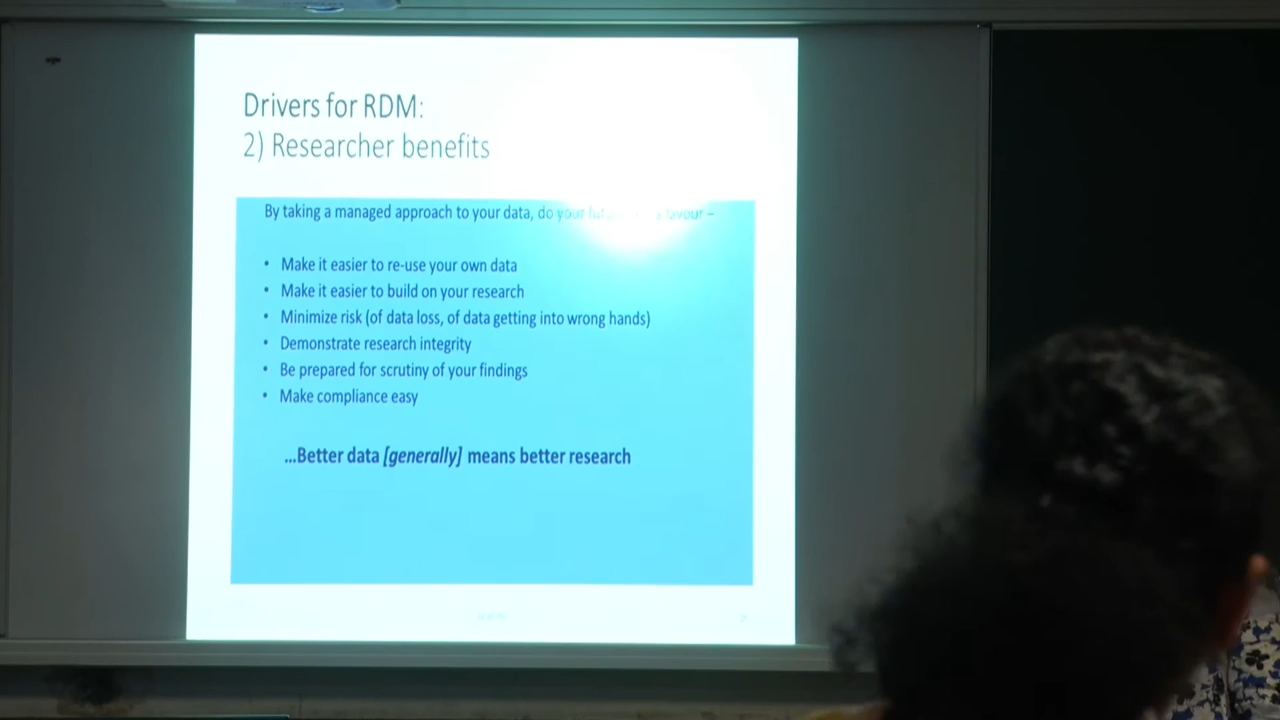 Drivers for RDM:
2) Researcher benefits
By taking a managed approach to your data, do your favour –
• Make it easier to re-use your own data
• Make it easier to build on your research
• Minimize risk (of data loss, of data getting into wrong hands)
• Demonstrate research integrity
• Be prepared for scrutiny of your findings
• Make compliance easy
...Better data [generally] means better research